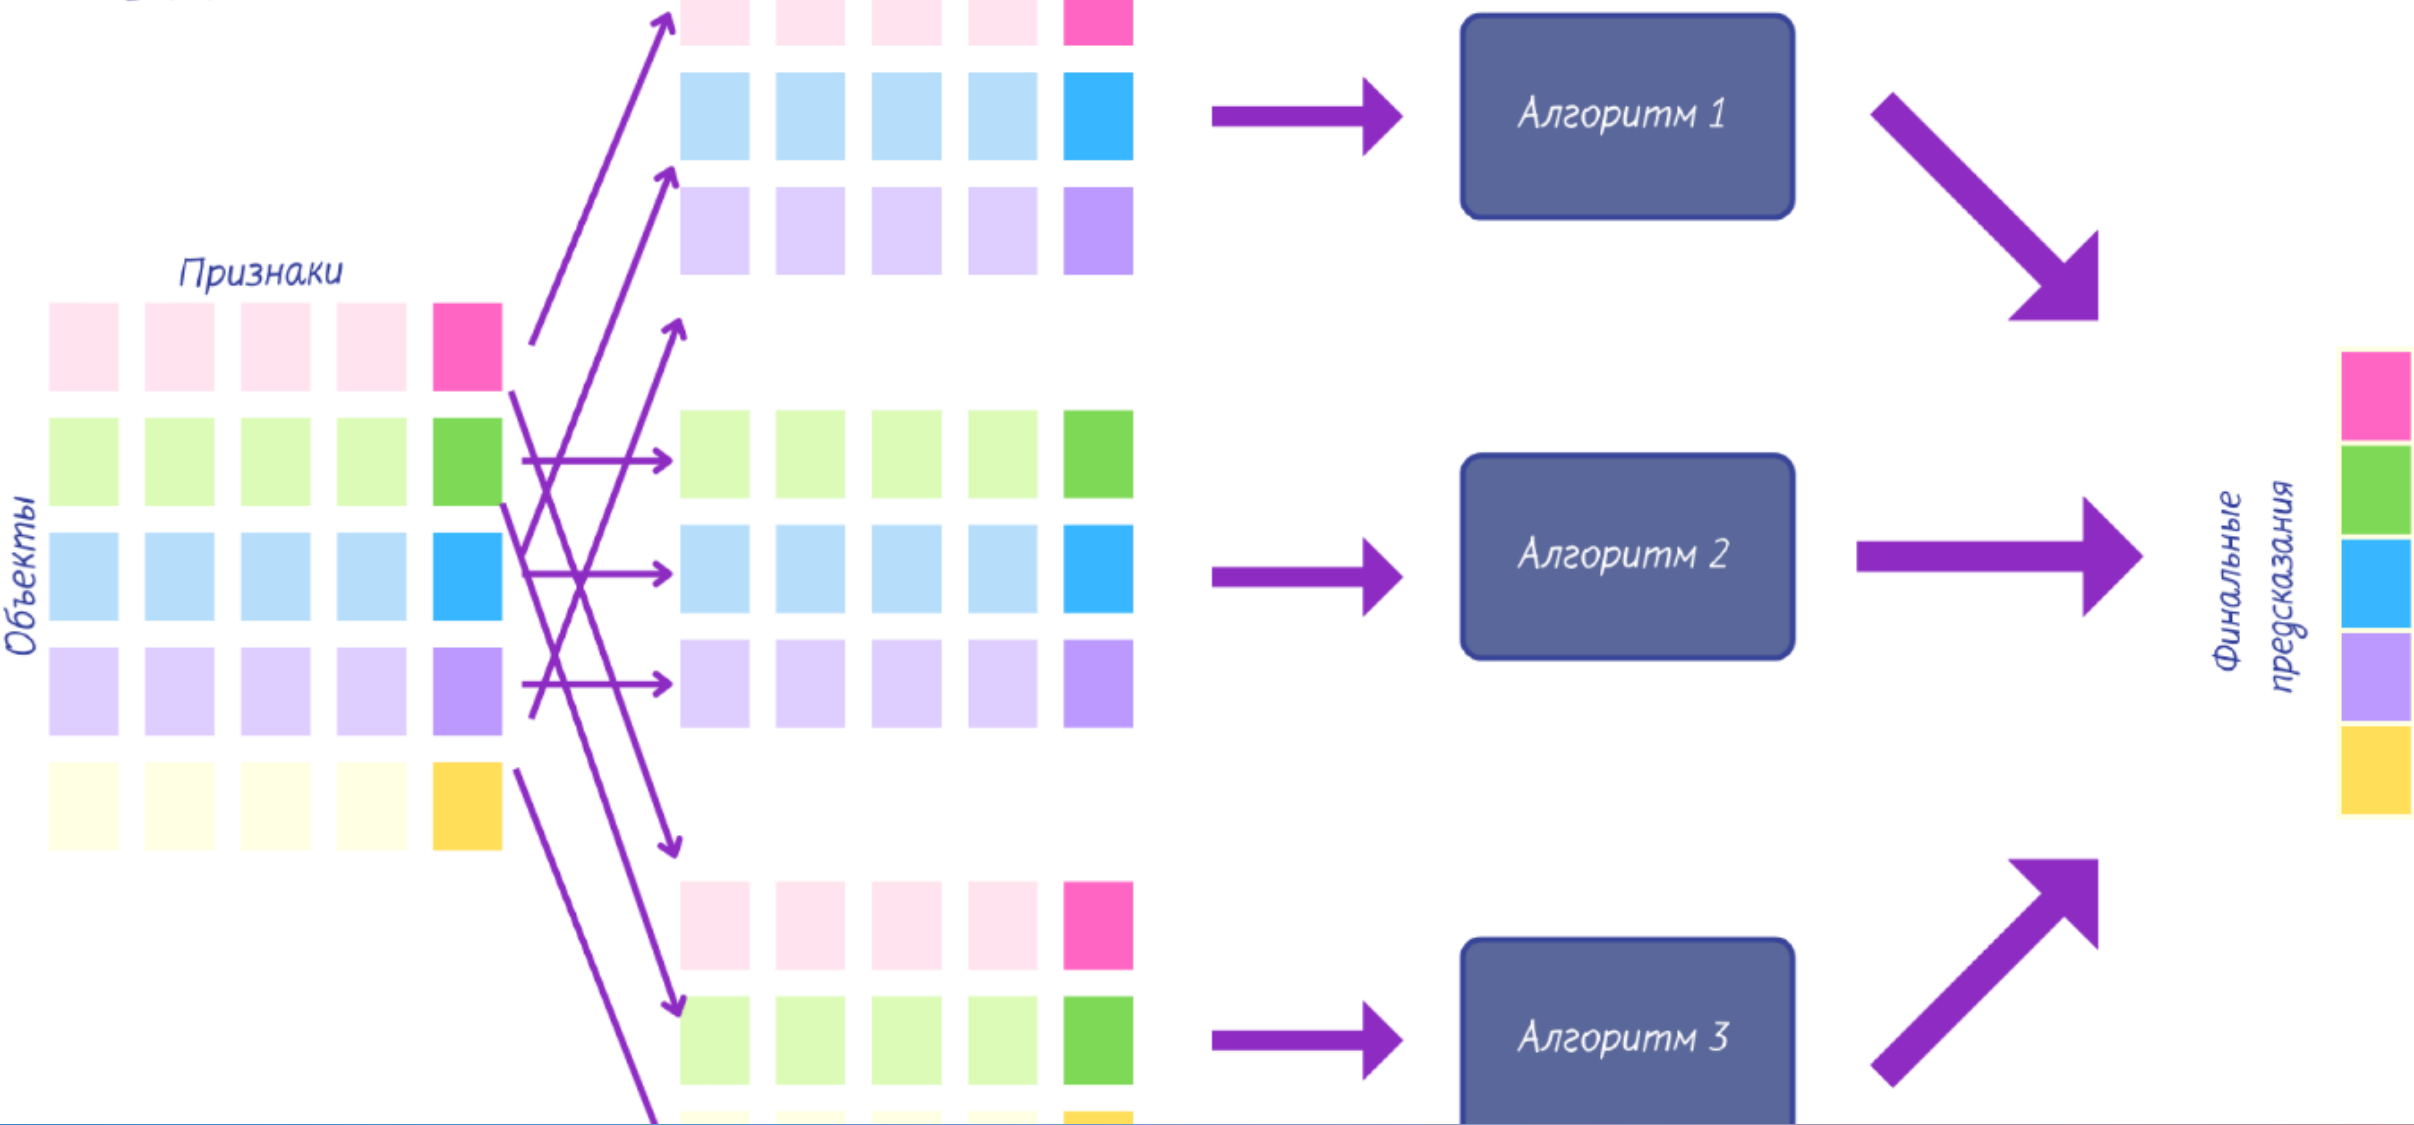 Признаки
Объекты
Алгоритм 1
Алгоритм 2
Алгоритм 3
Финальные
предсказания